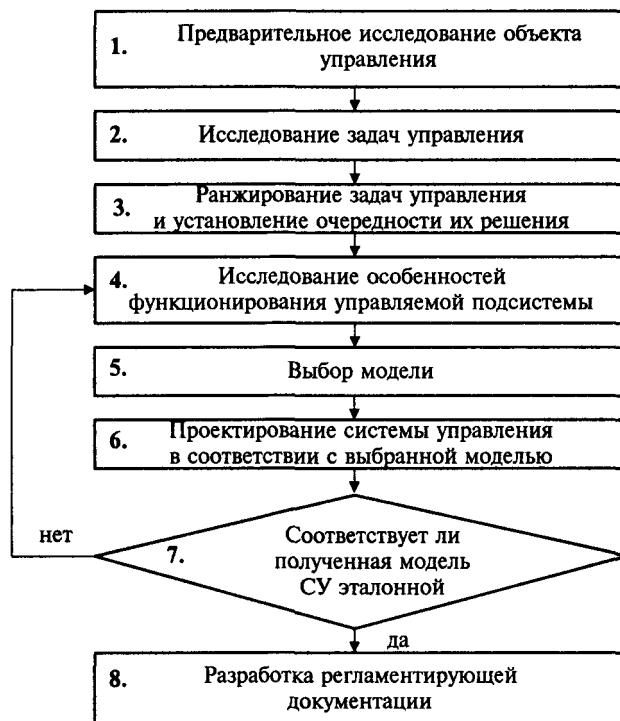 1. Предварительное исследование объекта
управления
2. Исследование задач управления
3. Ранжирование задач управления
и установление очередности их решения
4. Исследование особенностей
функционирования управляемой подсистемы
5. Выбор модели
6. Проектирование системы управления
в соответствии с выбранной моделью
нет
7. Соответствует ли
полученная модель
СУ эталонной
да
8. Разработка регламентирующей
документации